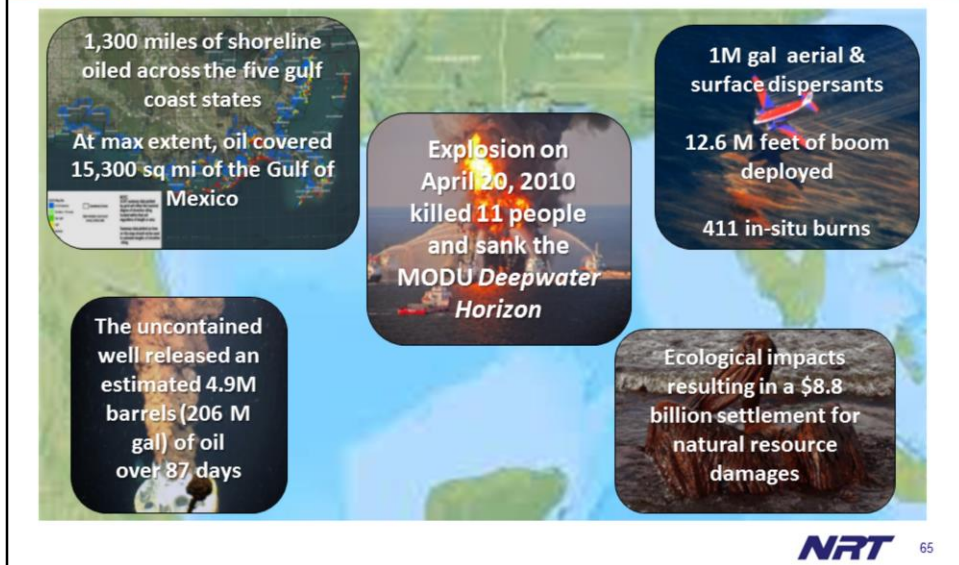 1,300 miles of shoreline
oiled across the five gulf
coast states
At max extent, oil covered
15,300 sq mi of the Gulf of
Mexico
Explosion on
April 20, 2010
killed 11 people
and sank the
MODU Deepwater
Horizon
1M gal aerial &
surface dispersants
12.6 M feet of boom
deployed
411 in-situ burns
The uncontained
well released an
estimated 4.9M
barrels (206 M
gal) of oil
over 87 days
Ecological impacts
resulting in a $8.8
billion settlement for
natural resource
damages
NRT
65